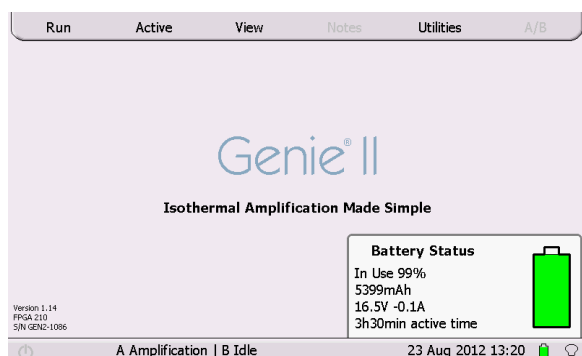 Run Active View Notes Utilities A/B
Genie® II
Isothermal Amplification Made Simple
Battery Status
In Use 99%
5399mAh
16.5V -0.1A
3h30min active time
Version 1.14
FPGA 210
S/N GEN2-1086
A Amplification | B Idle 23 Aug 2012 13:20